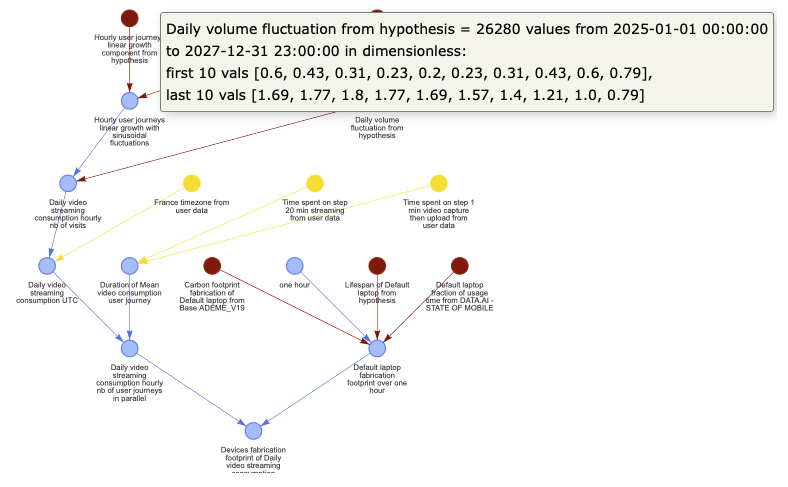 Daily volume fluctuation from hypothesis = 26280 values from 2025-01-01 00:00:00
to 2027-12-31 23:00:00 in dimensionless:
first 10 vals [0.6, 0.43, 0.31, 0.23, 0.2, 0.23, 0.31, 0.43, 0.6, 0.79],
last 10 vals [1.69, 1.77, 1.8, 1.77, 1.69, 1.57, 1.4, 1.21, 1.0, 0.79]
Hourly user journeys
linear growth
component from
hypothesis
Hourly user journeys
linear growth with
sinusoidal
fluctuations
Daily volume
fluctuation from
hypothesis
Daily video
streaming
consumption hourly
nb of visits
France timezone from
user data
Time spent on step
20 min streaming
from user data
Time spent on step 1
min video capture
then upload from
user data
Daily video
streaming
consumption UTC
Duration of Mean
video consumption
user journey
Carbon footprint
fabrication of
Default laptop from
Base ADEME_V19
one hour
Lifespan of Default
laptop from
hypothesis
Default laptop
fraction of usage
time from DATA.AI -
STATE OF MOBILE
Daily video
streaming
consumption hourly
nb of user journeys
in parallel
Default laptop
fabrication
footprint over one
hour
Devices fabrication
footprint of Daily
video streaming